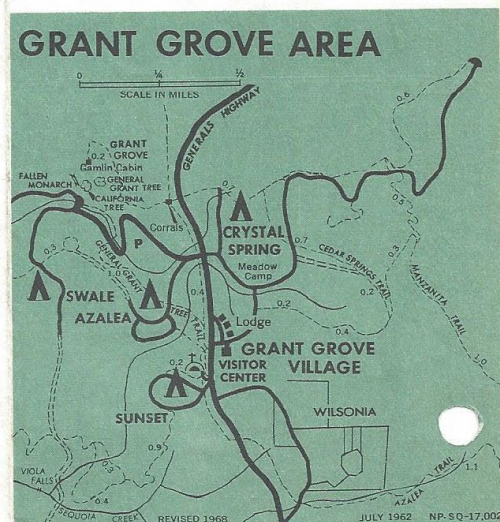 GRANT GROVE AREA
0 ¼ ½
SCALE IN MILES
GENERALS HIGHWAY
0.6
GRANT
GROVE
0.2
Gamlin Cabin
GENERAL
GRANT TREE
FALLEN
MONARCH
CALIFORNIA
TREE
0.7
0.5
Corrals
P
CRYSTAL
SPRING
Meadow
Camp
0.7
CEDAR SPRINGS TRAIL
0.3
0.3
GENERAL GRANT
TREE TRAIL
1.0
MANZANITA TRAIL
SWALE
AZALEA
0.4
0.2
0.2
0.4
Lodge
GRANT GROVE
VILLAGE
VISITOR
CENTER
0.2
1.0
SUNSET
WILSONIA
0.9
0.3
VIOLA
FALLS
0.4
SEQUOIA CREEK
AZALEA TRAIL
1.1
REVISED 1968
JULY 1962 NP-SQ-17,002